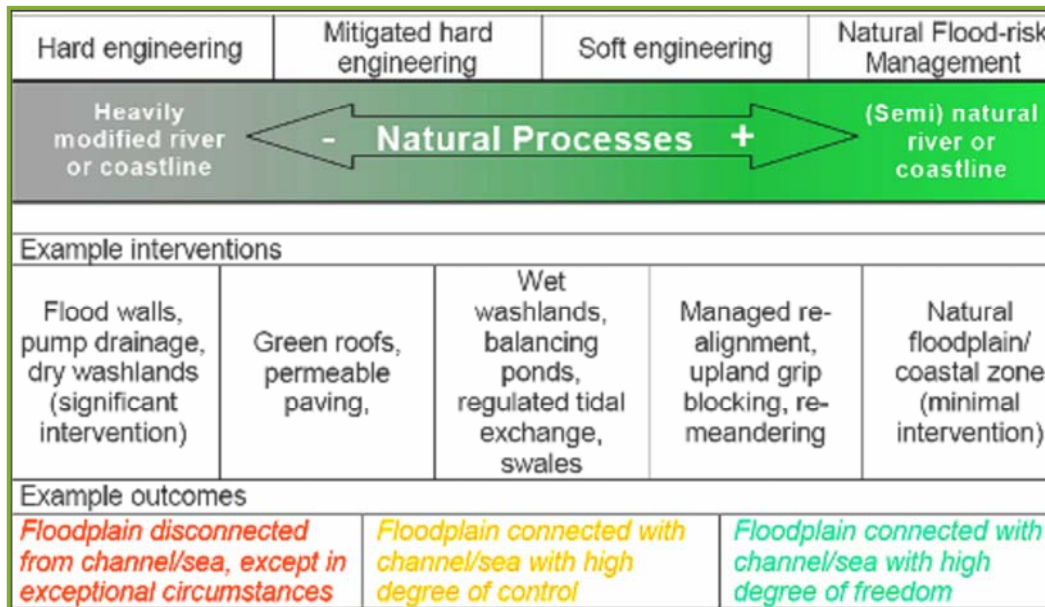 Hard engineering
Mitigated hard
engineering
Soft engineering
Natural Flood-risk
Management
Heavily
modified river
or coastline
- Natural Processes +
(Semi) natural
river or
coastline
Example interventions
Flood walls,
pump drainage,
dry washlands
(significant
intervention)
Green roofs,
permeable
paving,
Wet
washlands,
balancing
ponds,
regulated tidal
exchange,
swales
Managed re-
alignment,
upland grip
blocking, re-
meandering
Natural
floodplain/
coastal zone
(minimal
intervention)
Example outcomes
Floodplain disconnected
from channel/sea, except in
exceptional circumstances
Floodplain connected with
channel/sea with high
degree of control
Floodplain connected with
channel/sea with high
degree of freedom